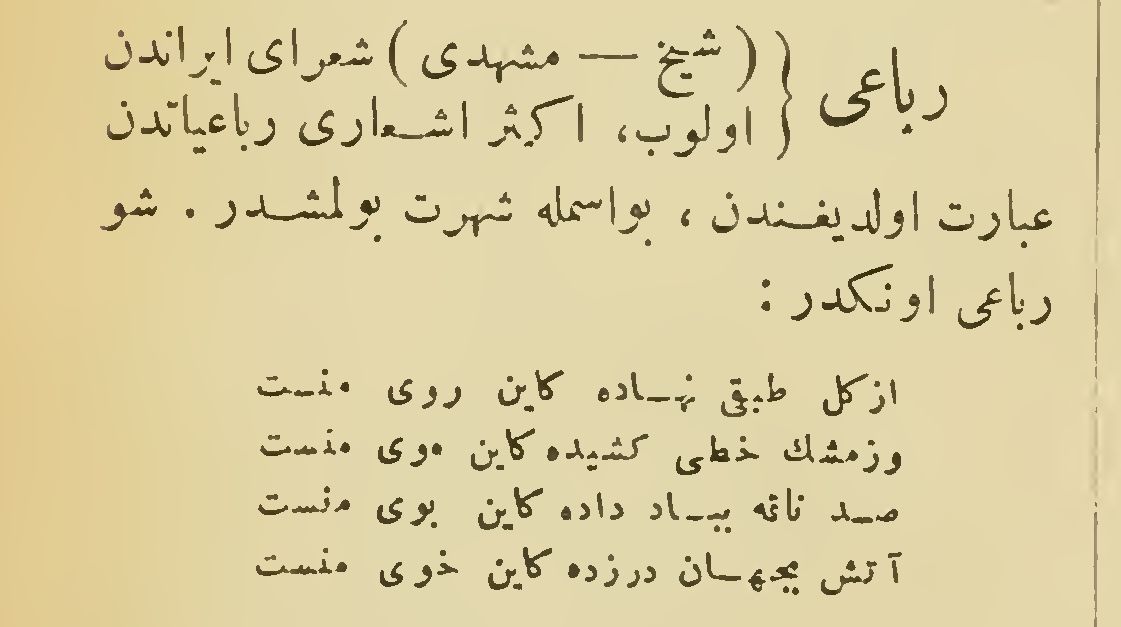 رباعی { (شیخ — مشهدی) شعرای ایراندن
اولوب، اکثر اشعاری رباعیاتدن
عبارت اولدیغندن، بواسمله شهرت بولمشدر. شو
رباعی اونکدر:
ازکل طبقی نهاده کاین روی منست
وزمشك خطی کشیده کاین موی منست
صد نافه بباد داده کاین بوی منست
آتش بجهان درزده کاین خوی منست